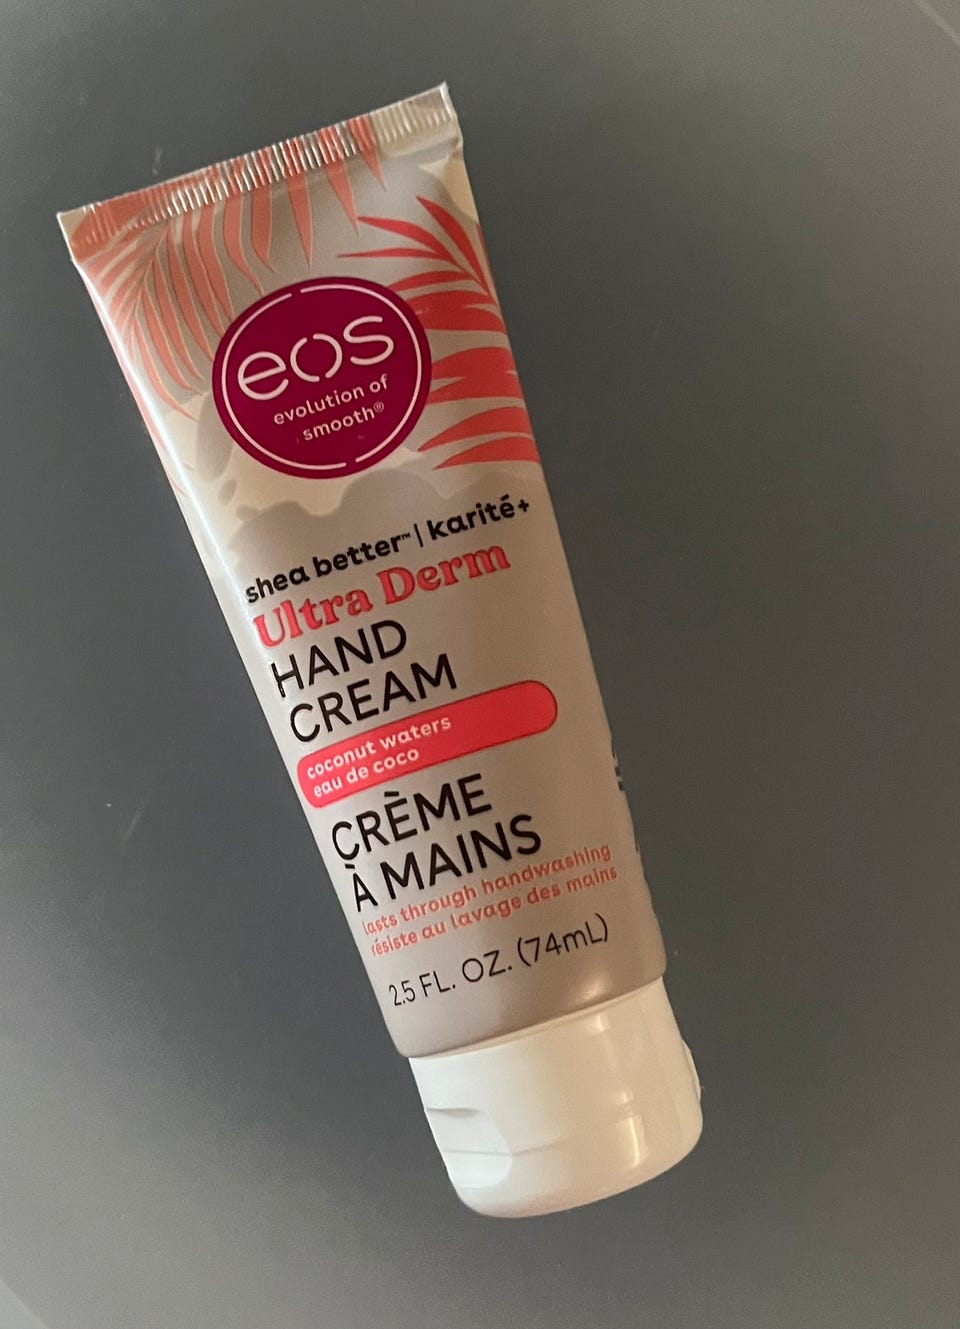 eos
evolution of
smooth®
shea better™ | karité+
Ultra Derm
HAND
CREAM
coconut waters
eau de coco
CRÈME
À MAINS
lasts through handwashing
résiste au lavage des mains
2.5 FL. OZ. (74mL)